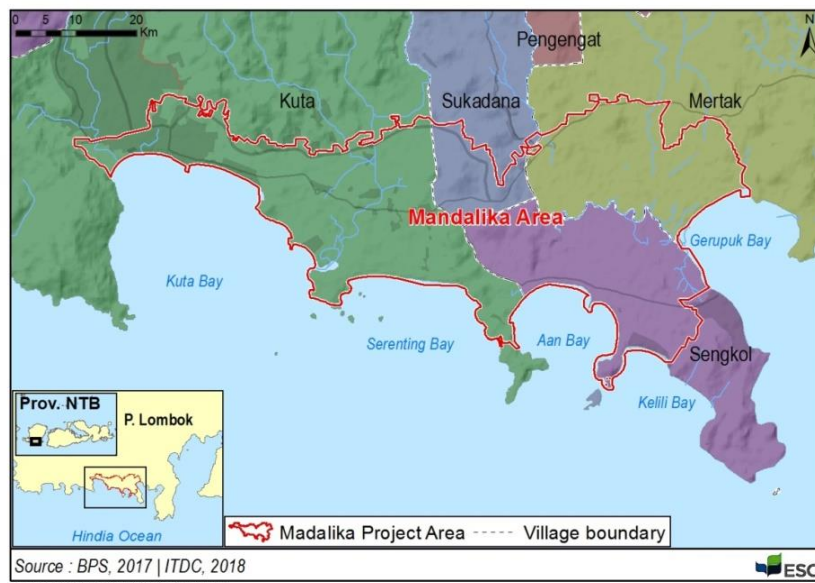 0 5 10 20
Km
N
Pengengat
Kuta
Sukadana
Mertak
Mandalika Area
Gerupuk Bay
Kuta Bay
Serenting Bay
Aan Bay
Sengkol
Kelili Bay
Prov. NTB
P. Lombok
Hindia Ocean
Madalika Project Area
Village boundary
Source : BPS, 2017 | ITDC, 2018
ESC